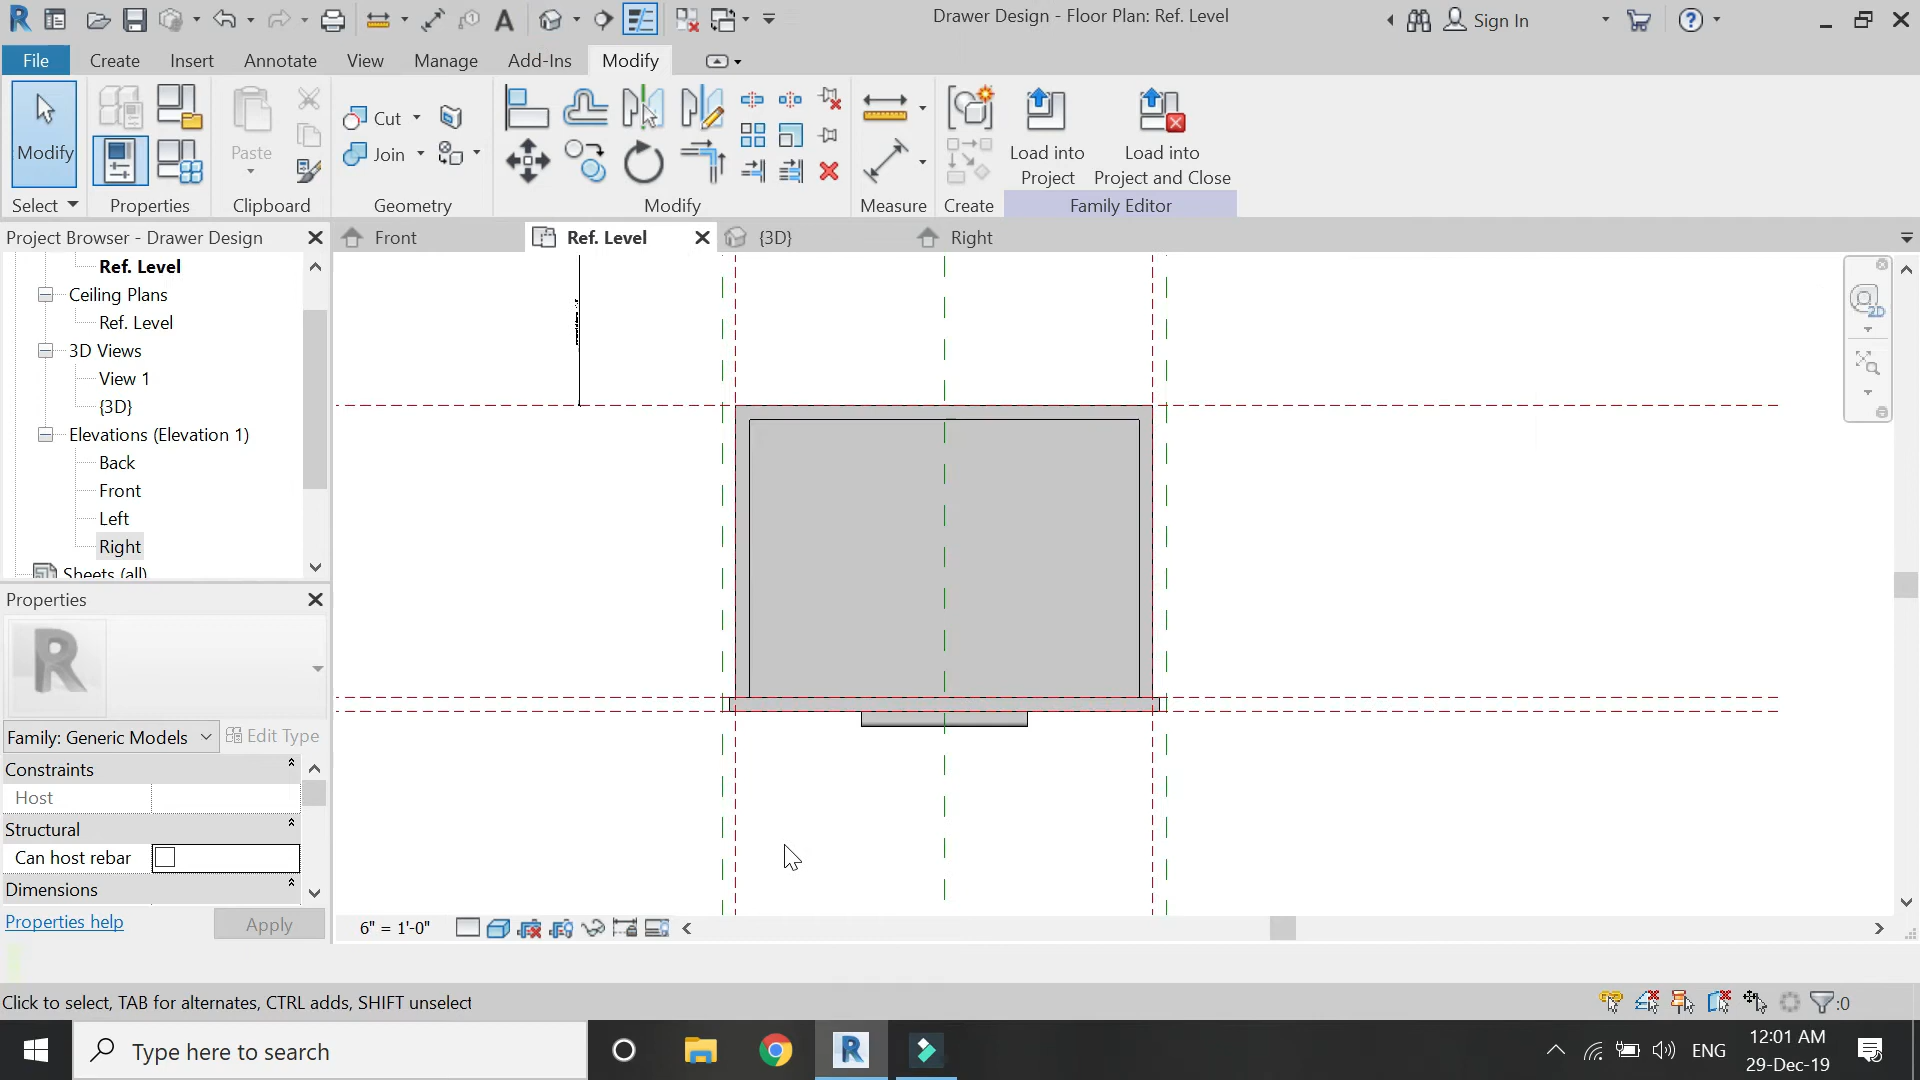 Drawer Design - Floor Plan: Ref. Level
Sign In
File
Create
Insert
Annotate
View
Manage
Add-Ins
Modify
Modify
Select
Properties
Paste
Clipboard
Cut
Join
Geometry
Modify
Measure
Create
Load into
Project
Load into
Project and Close
Family Editor
Project Browser - Drawer Design
Front
Ref. Level
{3D}
Right
Ref. Level
Ceiling Plans
Ref. Level
3D Views
View 1
{3D}
Elevations (Elevation 1)
Back
Front
Left
Right
Sheets (all)
Properties
R
Family: Generic Models
Edit Type
Constraints
Host
Structural
Can host rebar
Dimensions
Properties help
Apply
2D
6" = 1'-0"
Click to select, TAB for alternates, CTRL adds, SHIFT unselect
:0
Type here to search
ENG
12:01 AM
29-Dec-19